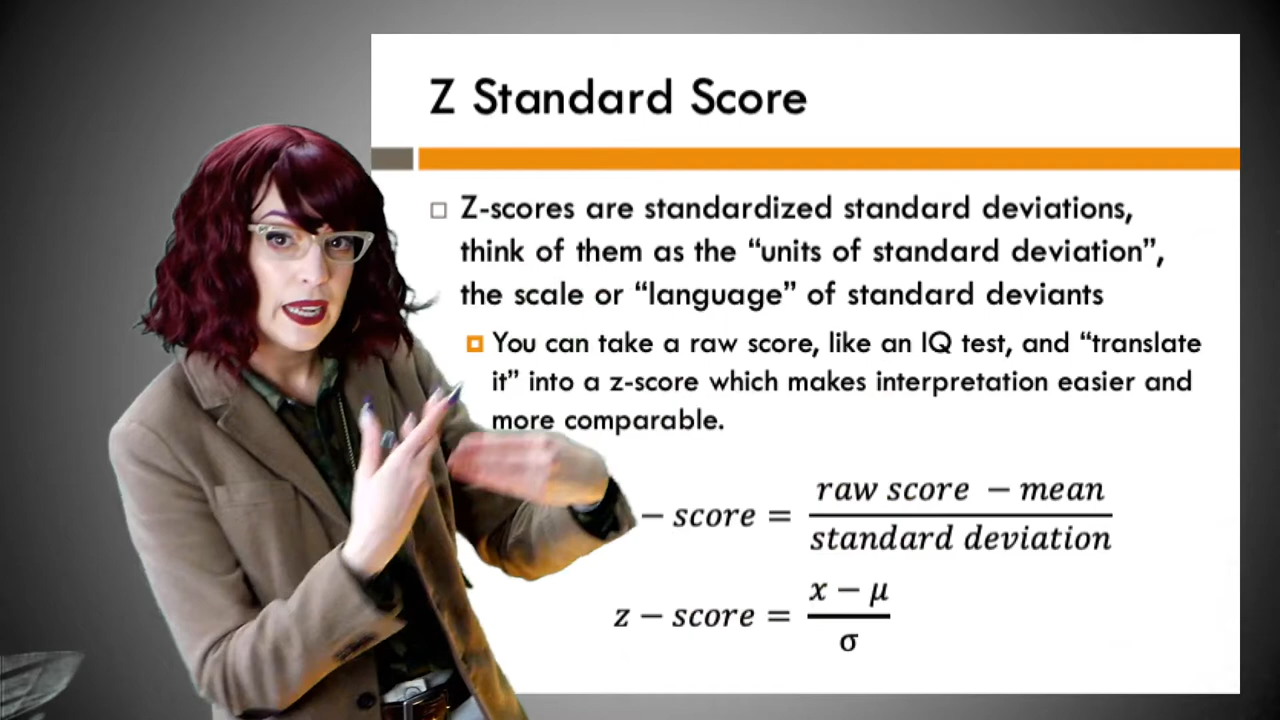 Z Standard Score
Z-scores are standardized standard deviations,
think of them as the “units of standard deviation”,
the scale or “language” of standard deviants
You can take a raw score, like an IQ test, and “translate
it” into a z-score which makes interpretation easier and
more comparable.
− score = raw score − mean / standard deviation
z − score = x − μ / σ